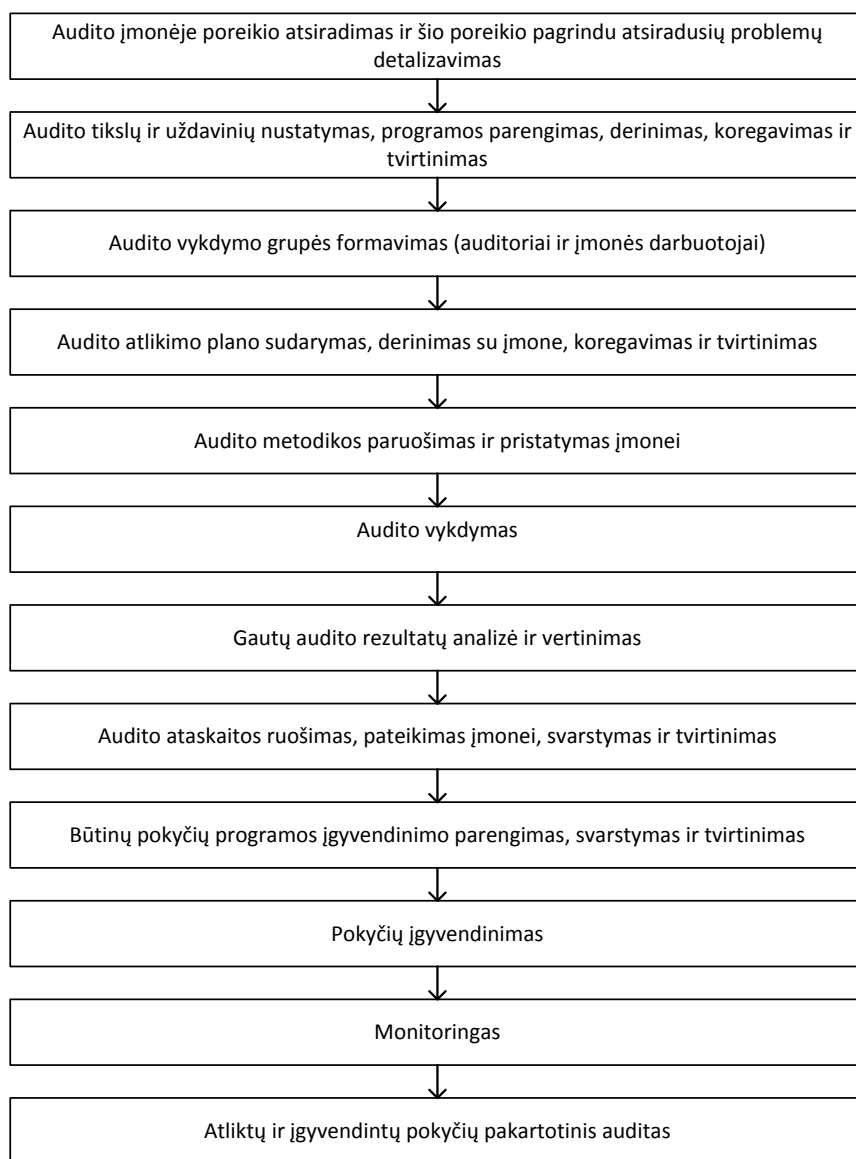 Audito įmonėje poreikio atsiradimas ir šio poreikio pagrindu atsiradusių problemų
detalizavimas
Audito tikslų ir uždavinių nustatymas, programos parengimas, derinimas, koregavimas ir
tvirtinimas
Audito vykdymo grupės formavimas (auditoriai ir įmonės darbuotojai)
Audito atlikimo plano sudarymas, derinimas su įmone, koregavimas ir tvirtinimas
Audito metodikos paruošimas ir pristatymas įmonei
Audito vykdymas
Gautų audito rezultatų analizė ir vertinimas
Audito ataskaitos ruošimas, pateikimas įmonei, svarstymas ir tvirtinimas
Būtinų pokyčių programos įgyvendinimo parengimas, svarstymas ir tvirtinimas
Pokyčių įgyvendinimas
Monitoringas
Atliktų ir įgyvendintų pokyčių pakartotinis auditas